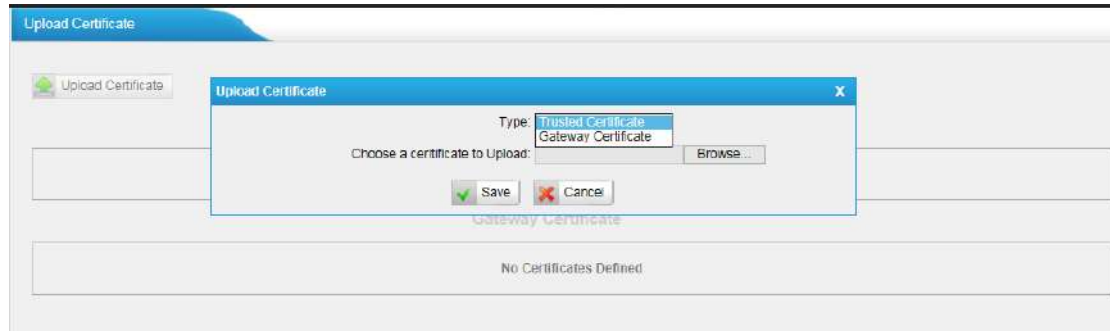 Upload Certificate
Upload Certificate
Upload Certificate X
Type: Trusted Certificate
Gateway Certificate
Choose a certificate to Upload: Browse...
Save Cancel
Gateway Certificate
No Certificates Defined